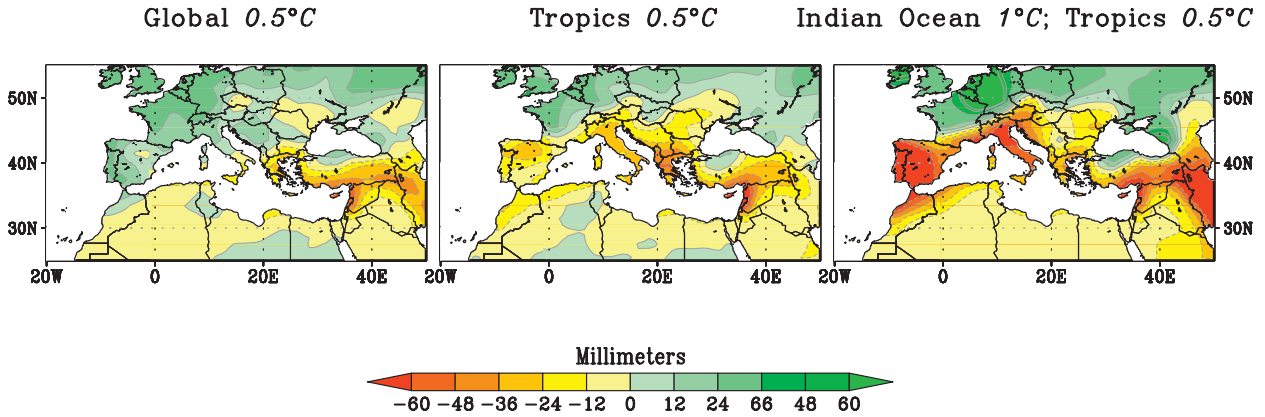 Global 0.5°C Tropics 0.5°C Indian Ocean 1°C; Tropics 0.5°C
50N 50N
40N 40N
30N 30N
20W 0 20E 40E 20W 0 20E 40E 20W 0 20E 40E
Millimeters
−60 −48 −36 −24 −12 0 12 24 66 48 60